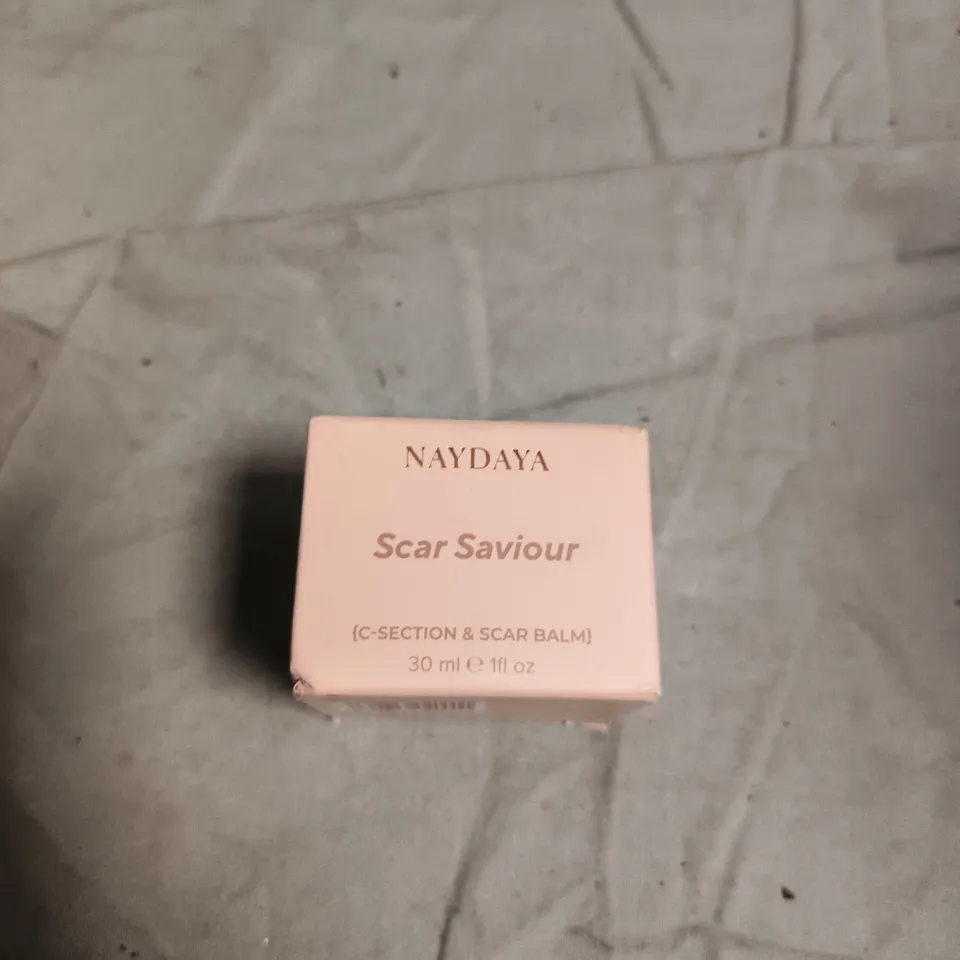 NAYDAYA
Scar Saviour
{C-SECTION & SCAR BALM}
30 ml ℮ 1fl oz